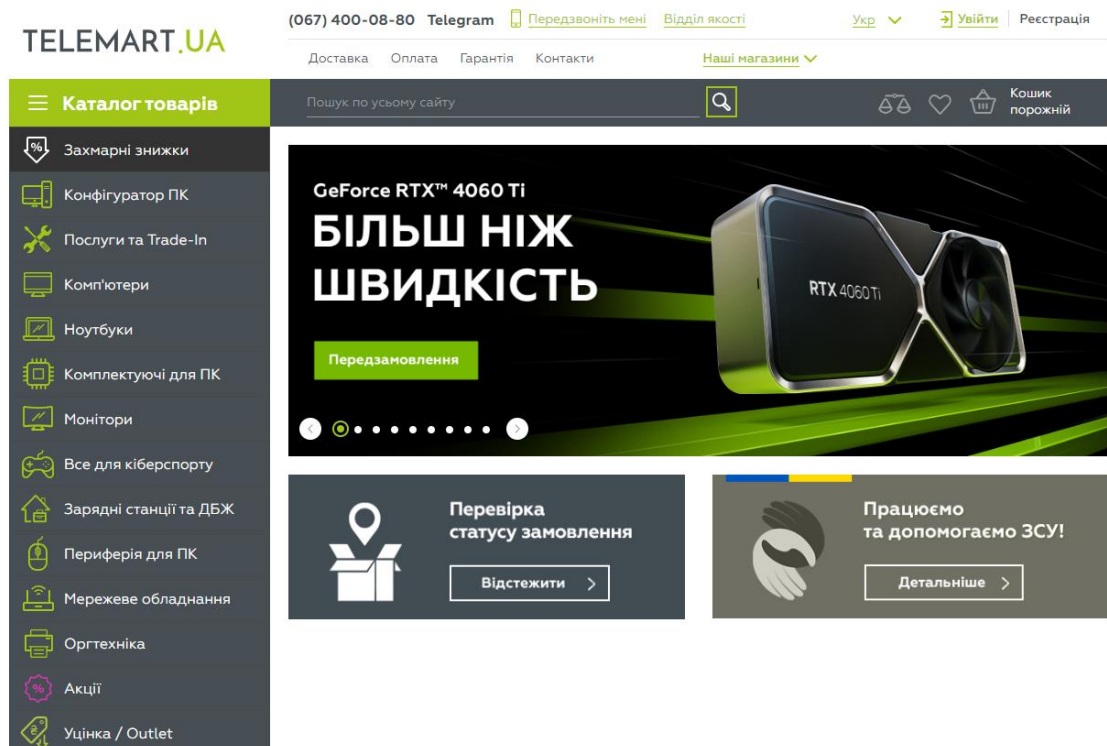 TELEMART.UA
(067) 400-08-80 Telegram Передзвоніть мені Відділ якості Укр Увійти Реєстрація
Доставка Оплата Гарантія Контакти Наші магазини
Каталог товарів
Пошук по усьому сайту
Кошик
порожній
Захмарні знижки
Конфігуратор ПК
Послуги та Trade-In
Комп'ютери
Ноутбуки
Комплектуючі для ПК
Монітори
Все для кіберспорту
Зарядні станції та ДБЖ
Периферія для ПК
Мережеве обладнання
Оргтехніка
Акції
Уцінка / Outlet
GeForce RTX™ 4060 Ti
БІЛЬШ НІЖ
ШВИДКІСТЬ
Передзамовлення
RTX 4060 Ti
Перевірка
статусу замовлення
Відстежити
Працюємо
та допомогаємо ЗСУ!
Детальніше